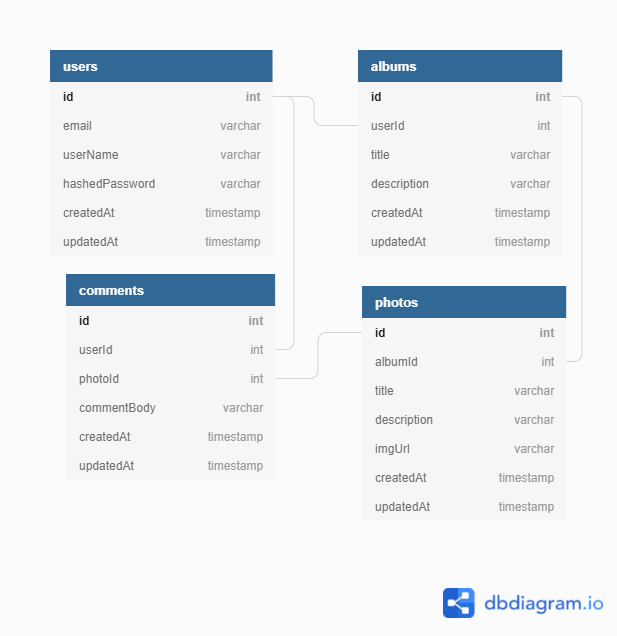 users
id int
email varchar
userName varchar
hashedPassword varchar
createdAt timestamp
updatedAt timestamp
albums
id int
userId int
title varchar
description varchar
createdAt timestamp
updatedAt timestamp
comments
id int
userId int
photoId int
commentBody varchar
createdAt timestamp
updatedAt timestamp
photos
id int
albumId int
title varchar
description varchar
imgUrl varchar
createdAt timestamp
updatedAt timestamp
dbdiagram.io